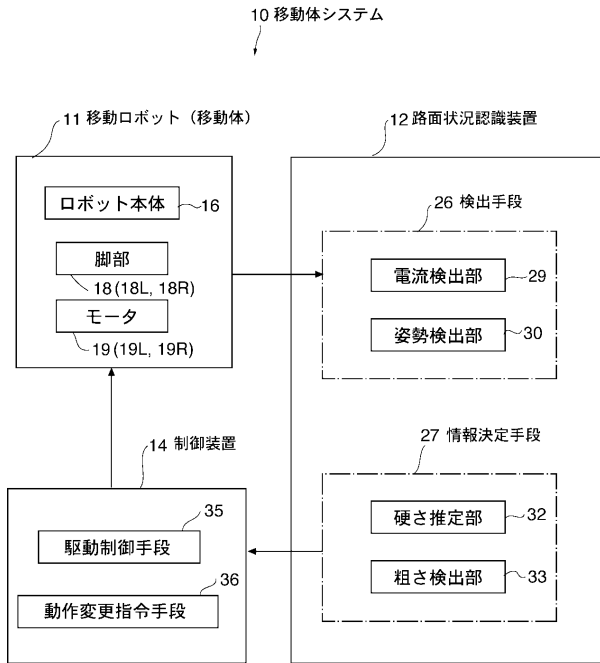 10 移動体システム
11 移動ロボット（移動体）
ロボット本体
16
脚部
18 (18L, 18R)
モータ
19 (19L, 19R)
12 路面状況認識装置
26 検出手段
電流検出部
29
姿勢検出部
30
27 情報決定手段
硬さ推定部
32
粗さ検出部
33
14 制御装置
35
駆動制御手段
36
動作変更指令手段